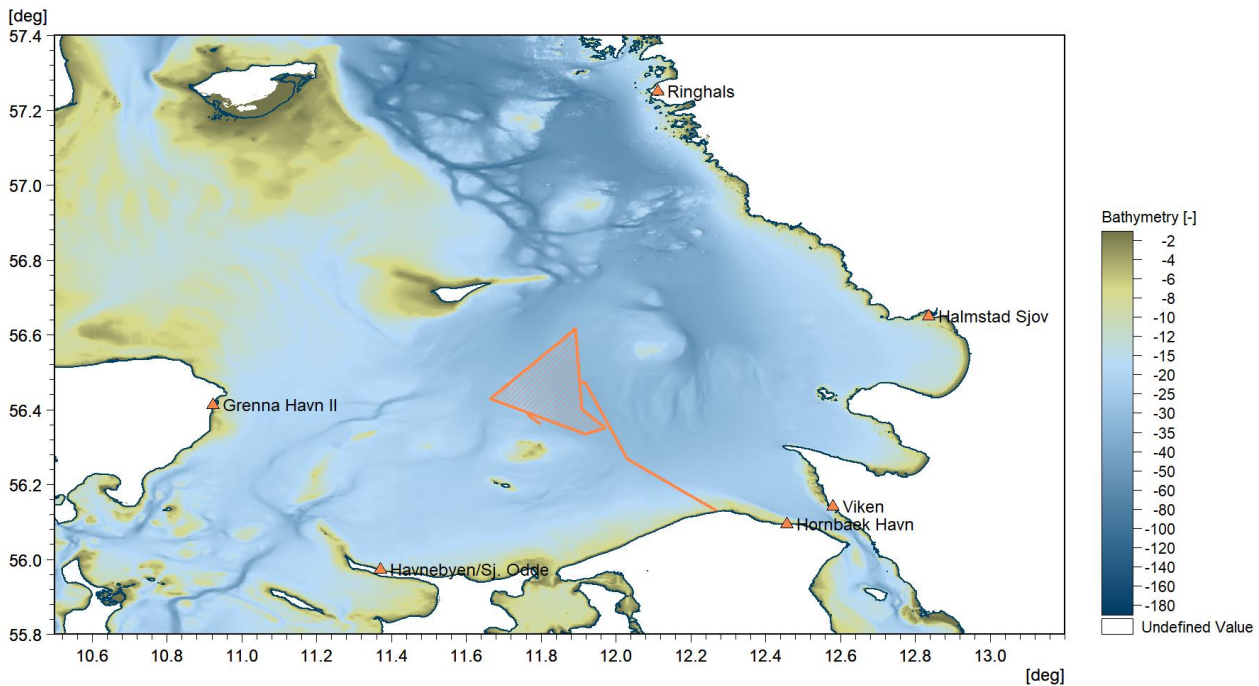 [deg]
57.4
57.2
57.0
56.8
56.6
56.4
56.2
56.0
55.8
Ringhals
Halmstad Sjov
Grenna Havn II
Viken
Hornbaek Havn
Havnebyen/Sj. Odde
10.6 10.8 11.0 11.2 11.4 11.6 11.8 12.0 12.2 12.4 12.6 12.8 13.0
[deg]
Bathymetry [-]
-2
-4
-6
-8
-10
-15
-20
-25
-30
-35
-40
-50
-60
-80
-100
-120
-140
-160
-180
Undefined Value